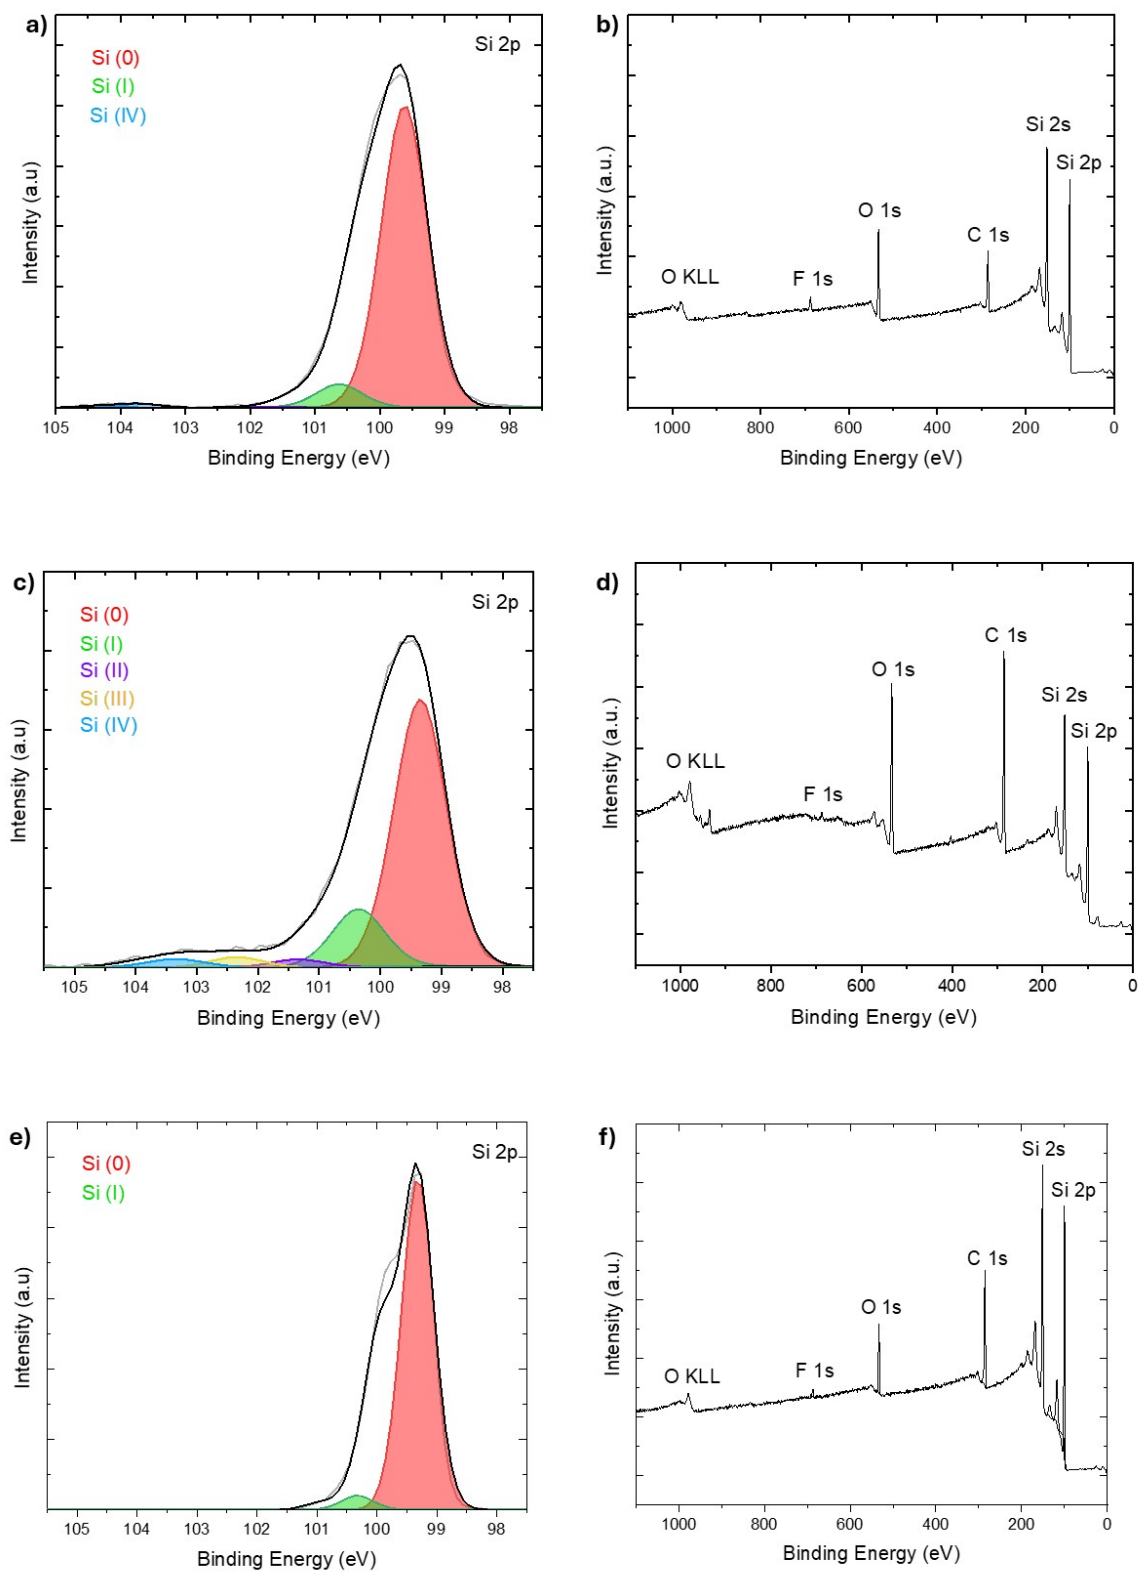 a)
Si 2p
Si (0)
Si (I)
Si (IV)
Intensity (a.u)
105 104 103 102 101 100 99 98
Binding Energy (eV)
b)
Si 2s
Si 2p
O 1s
C 1s
O KLL
F 1s
Intensity (a.u.)
1000 800 600 400 200 0
Binding Energy (eV)
c)
Si 2p
Si (0)
Si (I)
Si (II)
Si (III)
Si (IV)
Intensity (a.u)
105 104 103 102 101 100 99 98
Binding Energy (eV)
d)
C 1s
O 1s
Si 2s
Si 2p
O KLL
F 1s
Intensity (a.u.)
1000 800 600 400 200 0
Binding Energy (eV)
e)
Si 2p
Si (0)
Si (I)
Intensity (a.u)
105 104 103 102 101 100 99 98
Binding Energy (eV)
f)
Si 2s
Si 2p
C 1s
O 1s
F 1s
O KLL
Intensity (a.u.)
1000 800 600 400 200 0
Binding Energy (eV)